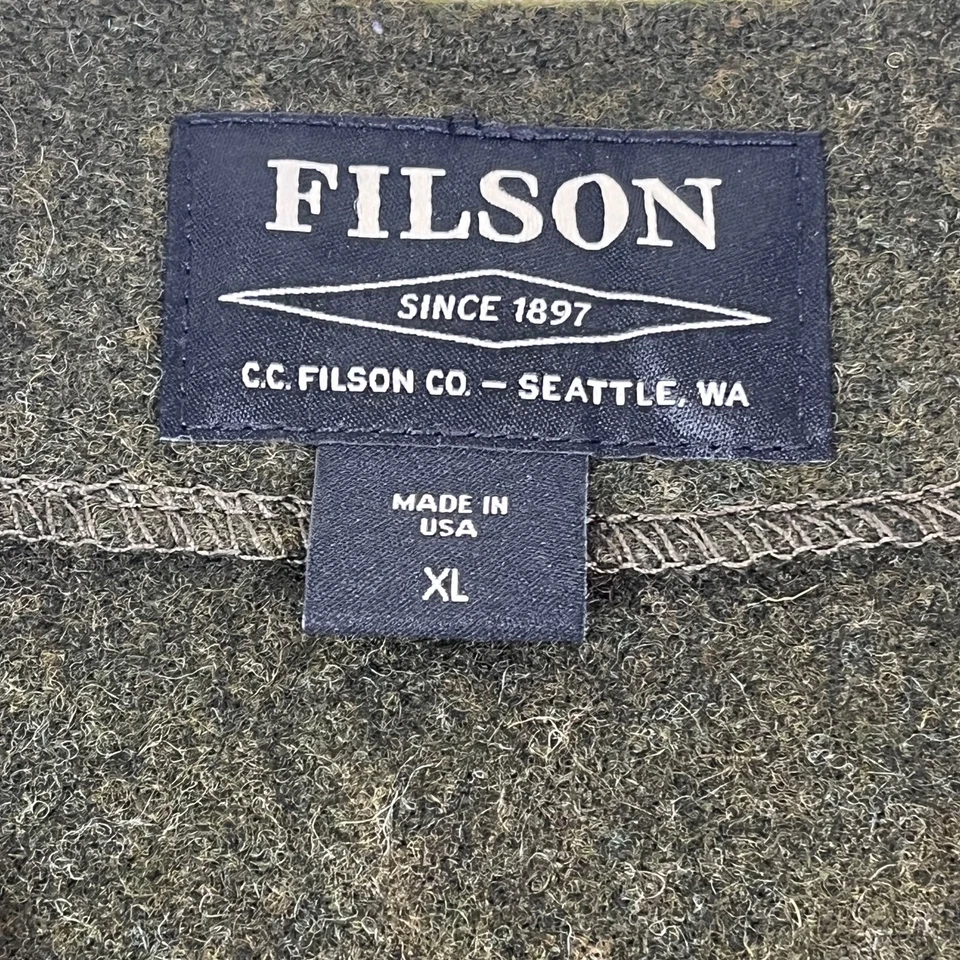 FILSON
SINCE 1897
C.C. FILSON CO. — SEATTLE, WA
MADE IN
USA
XL